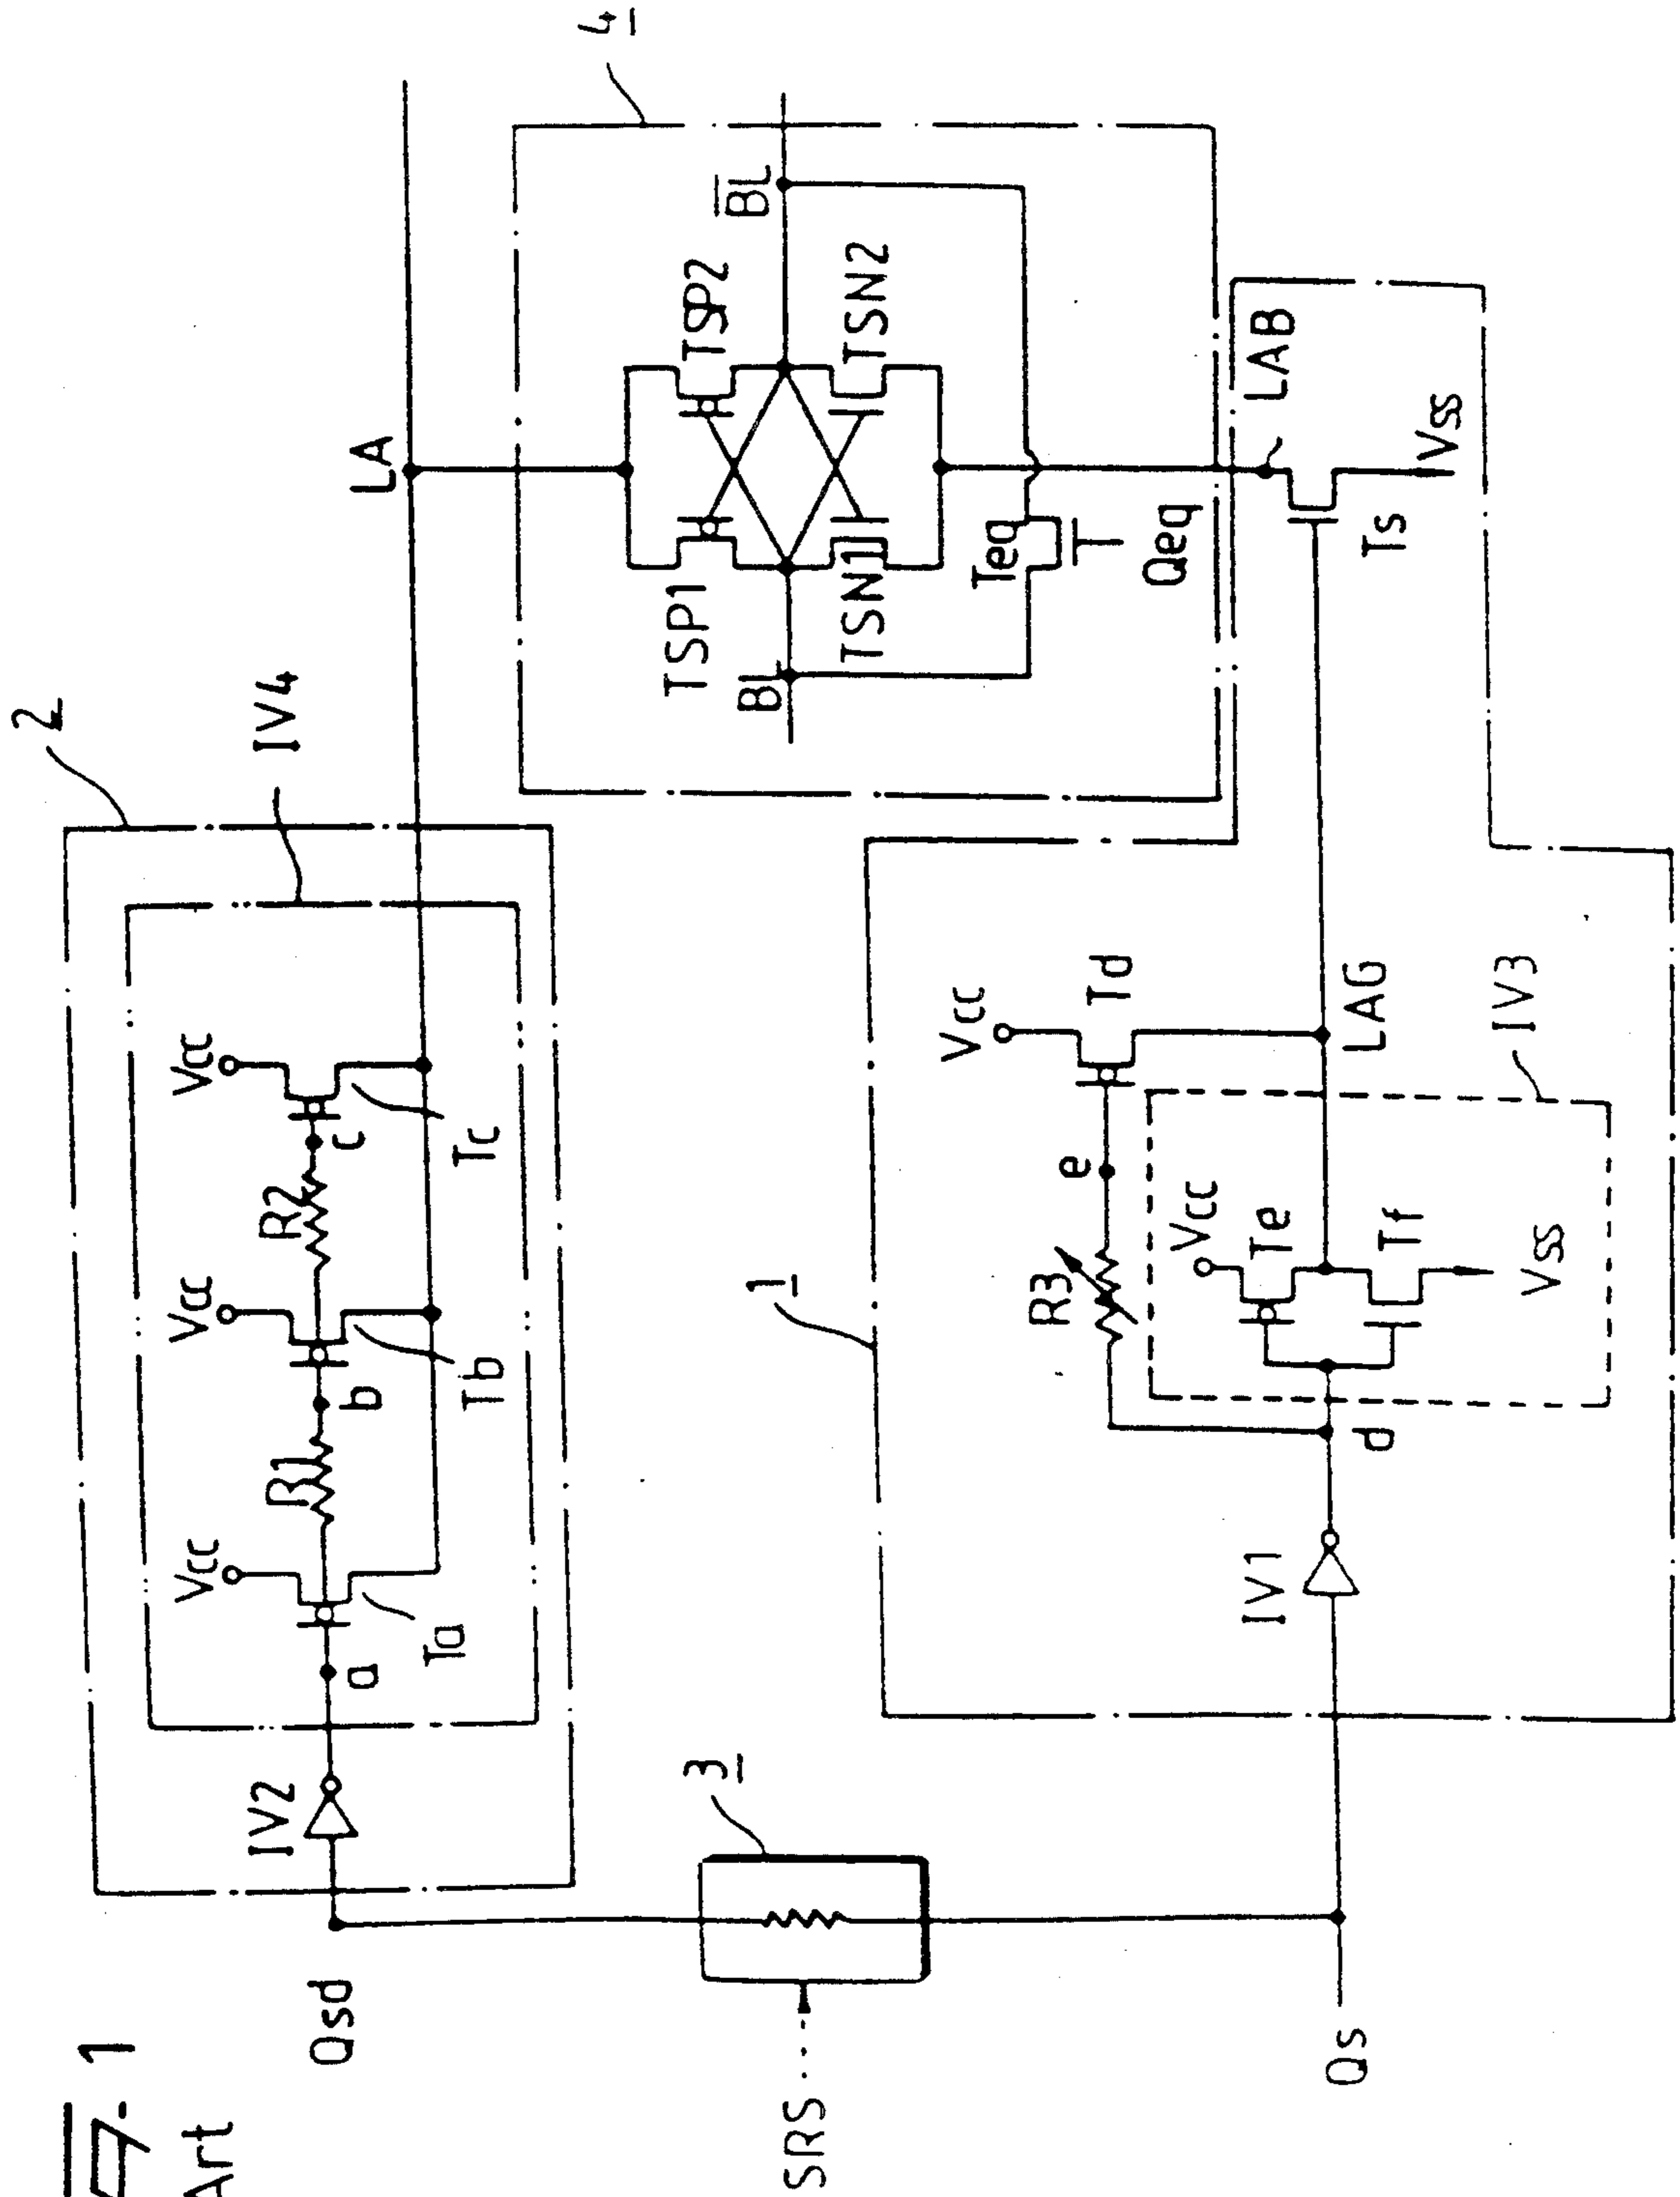 1
Art
2
IV4
Vcc
Vcc
Vcc
IV2
R1
R2
a
b
c
Ta
Tb
Tc
Qsd
LA
4
TSP1
TSP2
BL
B̅L̅
TSN1
TSN2
Teq
Qeq
3
SRS
1
R3
e
Vcc
Td
Vcc
Te
Tf
Vss
IV1
d
LAG
IV3
LAB
Ts
Vss
Qs